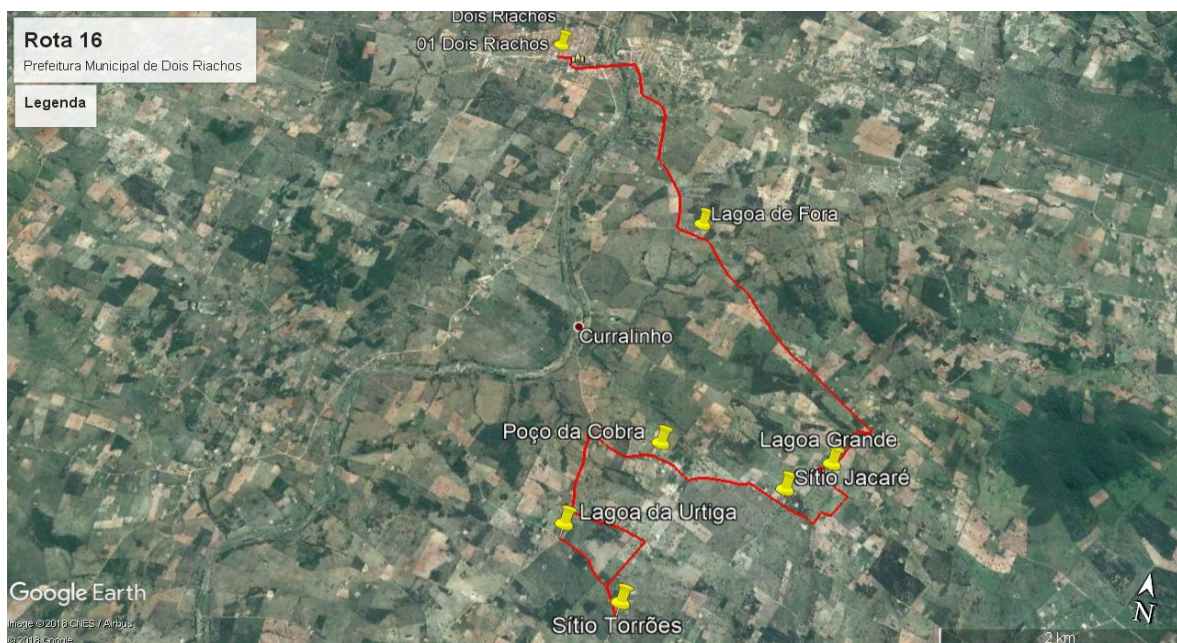 Rota 16
Prefeitura Municipal de Dois Riachos
Legenda
Dois Riachos
01 Dois Riachos
Lagoa de Fora
Curralinho
Poço da Cobra
Lagoa Grande
Sítio Jacaré
Lagoa da Urtiga
Sítio Torrões
Google Earth
Image © 2018 CNES / Airbus
© 2018 Google
N
2 km